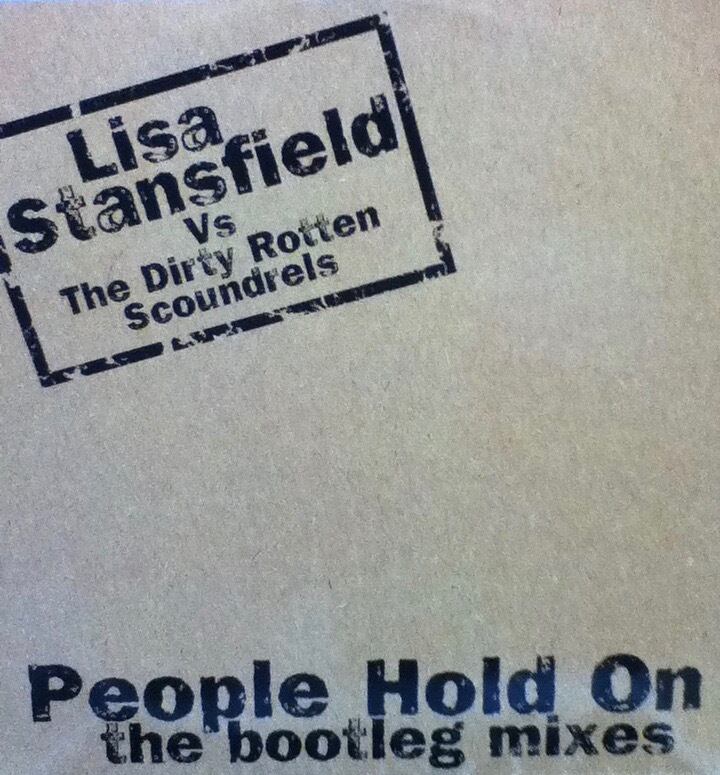 Lisa
Stansfield
Vs
The Dirty Rotten
Scoundrels
People Hold On
the bootleg mixes